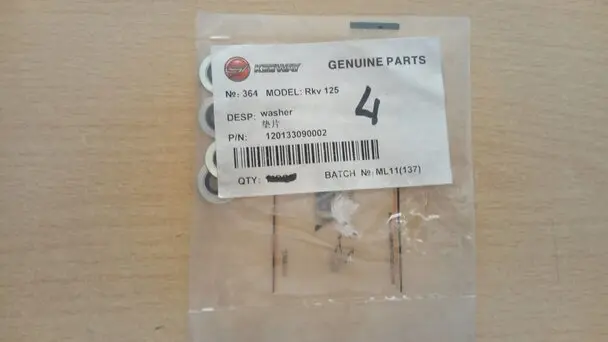 KEEWAY
GENUINE PARTS
№: 364 MODEL: Rkv 125
4
DESP: washer
垫片
P/N: 120133090002
QTY: BATCH №: ML11(137)